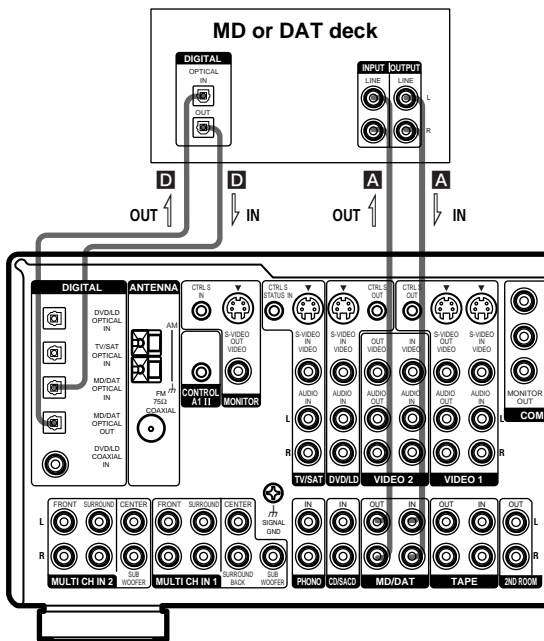 MD or DAT deck
DIGITAL
OPTICAL
IN
OUT
INPUT OUTPUT
LINE LINE
L
R
D D A A
OUT IN OUT IN
DIGITAL
DVD/LD
OPTICAL
IN
TV/SAT
OPTICAL
IN
MD/DAT
OPTICAL
IN
MD/DAT
OPTICAL
OUT
DVD/LD
COAXIAL
IN
ANTENNA
AM
FM
75Ω
COAXIAL
CTRL S
IN
CONTROL
A1 II
S-VIDEO
OUT
VIDEO
MONITOR
CTRL S
STATUS IN
S-VIDEO
IN
VIDEO
AUDIO
IN
L
R
TV/SAT
S-VIDEO
IN
VIDEO
AUDIO
IN
DVD/LD
CTRL S
OUT
OUT
VIDEO
AUDIO
OUT
CTRL S
OUT
IN
VIDEO
AUDIO
IN
VIDEO 2
S-VIDEO
OUT
VIDEO
AUDIO
OUT
S-VIDEO
IN
VIDEO
AUDIO
IN
L
R
VIDEO 1
MONITOR
OUT
COM
FRONT SURROUND CENTER
L
R
SUB
WOOFER
MULTI CH IN 2
FRONT SURROUND CENTER
SURROUND
BACK
SUB
WOOFER
MULTI CH IN 1
SIGNAL
GND
IN
PHONO
IN
CD/SACD
OUT IN
MD/DAT
OUT IN
TAPE
OUT
L
R
2ND ROOM